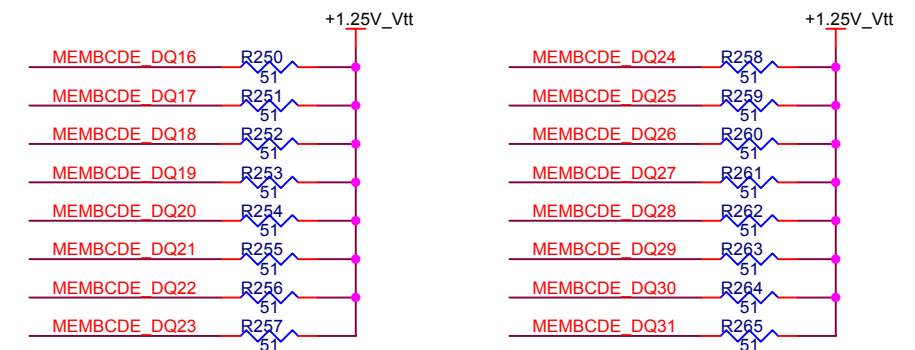 +1.25V_Vtt
MEMBCDE_DQ16 R250 51
MEMBCDE_DQ17 R251 51
MEMBCDE_DQ18 R252 51
MEMBCDE_DQ19 R253 51
MEMBCDE_DQ20 R254 51
MEMBCDE_DQ21 R255 51
MEMBCDE_DQ22 R256 51
MEMBCDE_DQ23 R257 51
+1.25V_Vtt
MEMBCDE_DQ24 R258 51
MEMBCDE_DQ25 R259 51
MEMBCDE_DQ26 R260 51
MEMBCDE_DQ27 R261 51
MEMBCDE_DQ28 R262 51
MEMBCDE_DQ29 R263 51
MEMBCDE_DQ30 R264 51
MEMBCDE_DQ31 R265 51